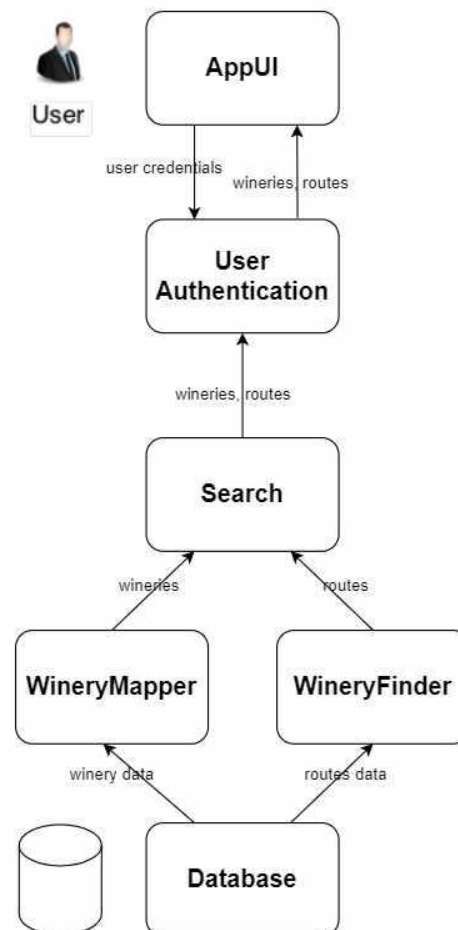 AppUI
User
user credentials
wineries, routes
User
Authentication
wineries, routes
Search
wineries
routes
WineryMapper
WineryFinder
winery data
routes data
Database